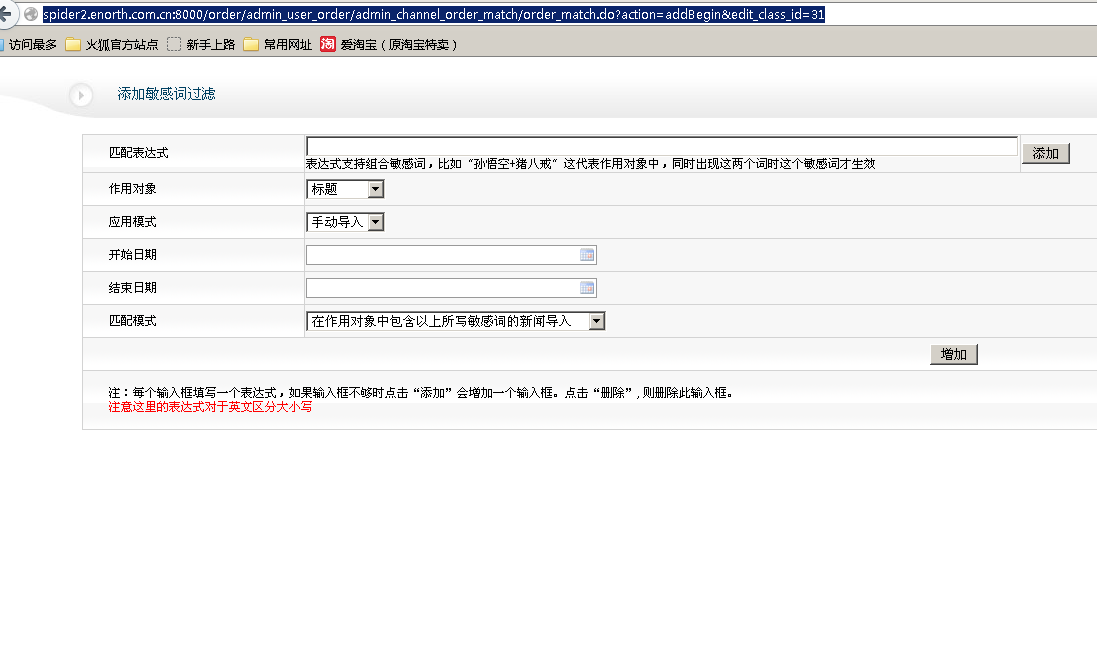 spider2.enorth.com.cn:8000/order/admin_user_order/admin_channel_order_match/order_match.do?action=addBegin&edit_class_id=31
访问最多 火狐官方站点 新手上路 常用网址 淘 爱淘宝（原淘宝特卖）
添加敏感词过滤
匹配表达式
添加
表达式支持组合敏感词，比如“孙悟空+猪八戒”这代表作用对象中，同时出现这两个词时这个敏感词才生效
作用对象 标题
应用模式 手动导入
开始日期
结束日期
匹配模式 在作用对象中包含以上所写敏感词的新闻导入
增加
注：每个输入框填写一个表达式，如果输入框不够时点击“添加”会增加一个输入框。点击“删除”,则删除此输入框。
注意这里的表达式对于英文区分大小写